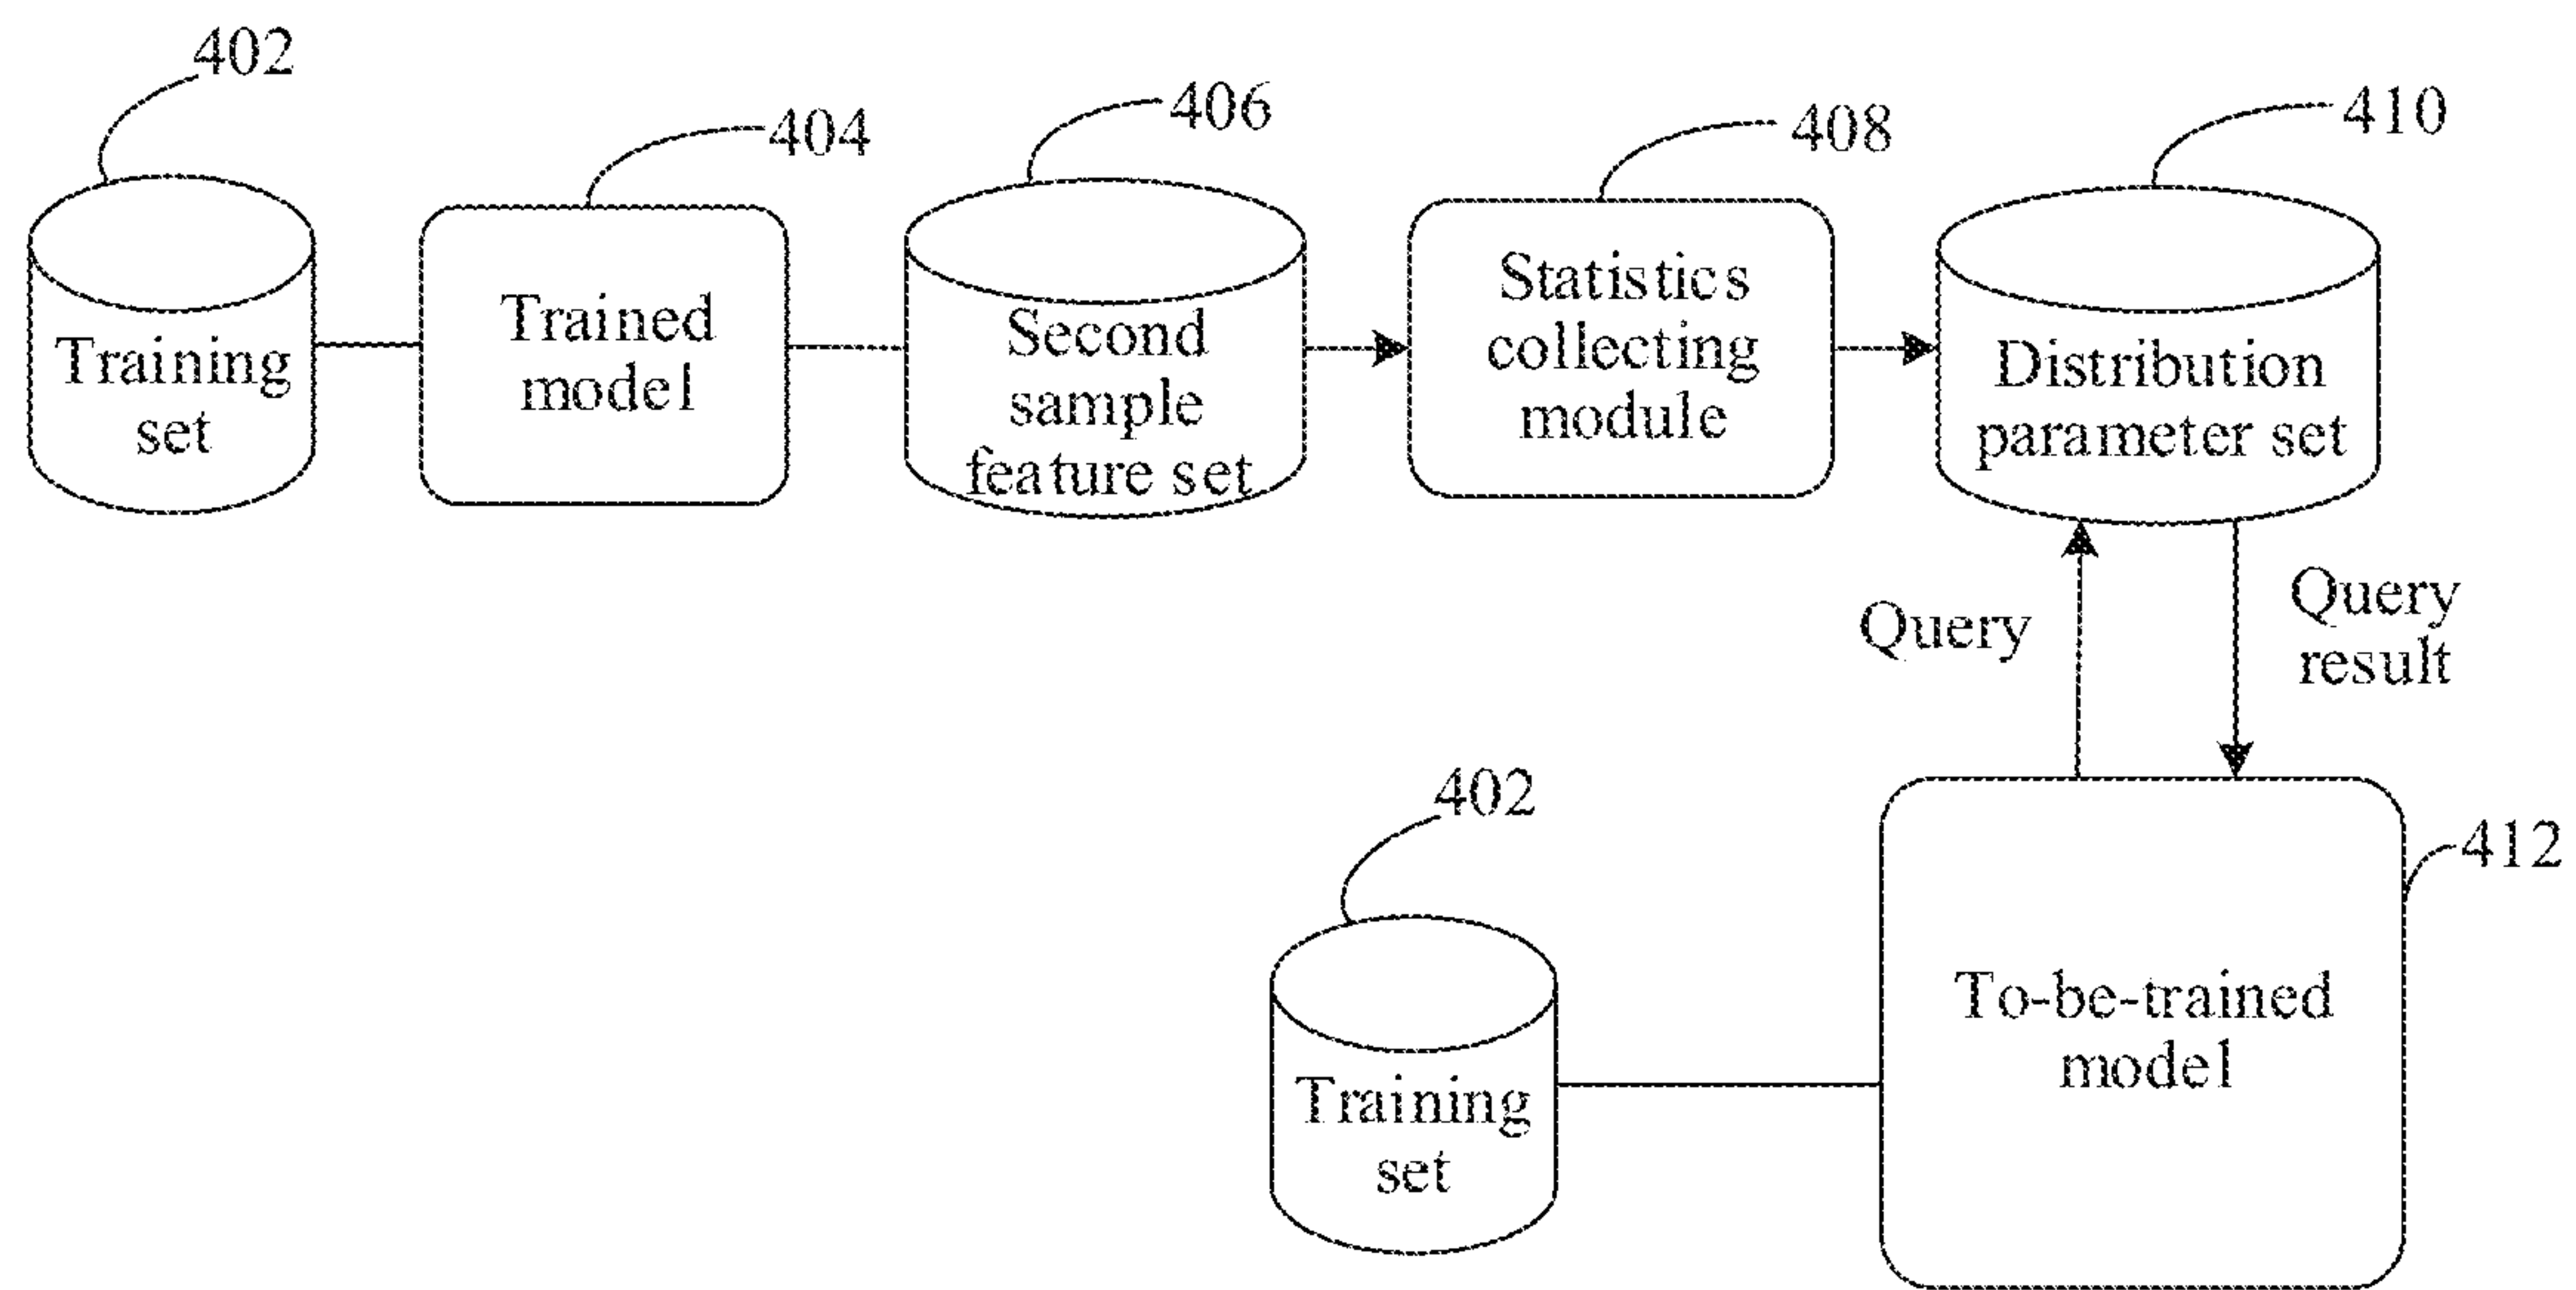 402
404
406
408
410
Training
set
Trained
model
Second
sample
feature set
Statistics
collecting
module
Distribution
parameter set
Query
Query
result
402
412
Training
set
To-be-trained
model